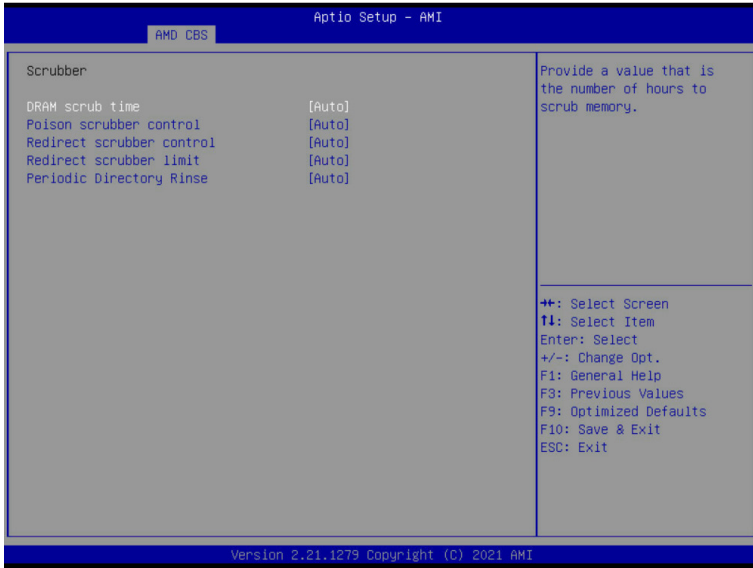 Aptio Setup - AMI
AMD CBS
Scrubber
DRAM scrub time [Auto]
Poison scrubber control [Auto]
Redirect scrubber control [Auto]
Redirect scrubber limit [Auto]
Periodic Directory Rinse [Auto]
Provide a value that is
the number of hours to
scrub memory.
→←: Select Screen
↑↓: Select Item
Enter: Select
+/-: Change Opt.
F1: General Help
F3: Previous Values
F9: Optimized Defaults
F10: Save & Exit
ESC: Exit
Version 2.21.1279 Copyright (C) 2021 AMI